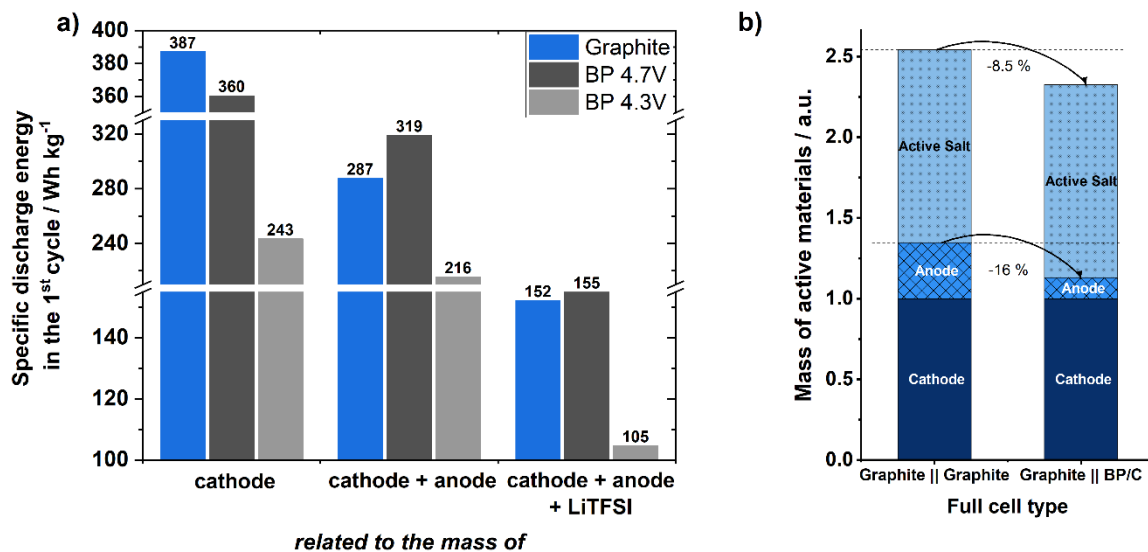 a)
Specific discharge energy
in the 1st cycle / Wh kg-1
400
380
360
320
280
240
140
120
100
387
360
243
287
319
216
152
155
105
Graphite
BP 4.7V
BP 4.3V
cathode
cathode + anode
cathode + anode
+ LiTFSI
related to the mass of
b)
Mass of active materials / a.u.
2.5
2.0
1.5
1.0
0.5
0.0
-8.5 %
-16 %
Active Salt
Anode
Cathode
Active Salt
Anode
Cathode
Graphite || Graphite
Graphite || BP/C
Full cell type